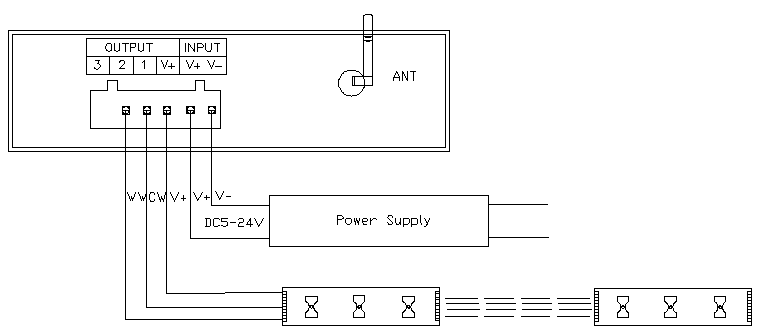 OUTPUT INPUT
3 2 1 V+ V+ V-
ANT
WW CW V+ V+ V-
DC5-24V
Power Supply